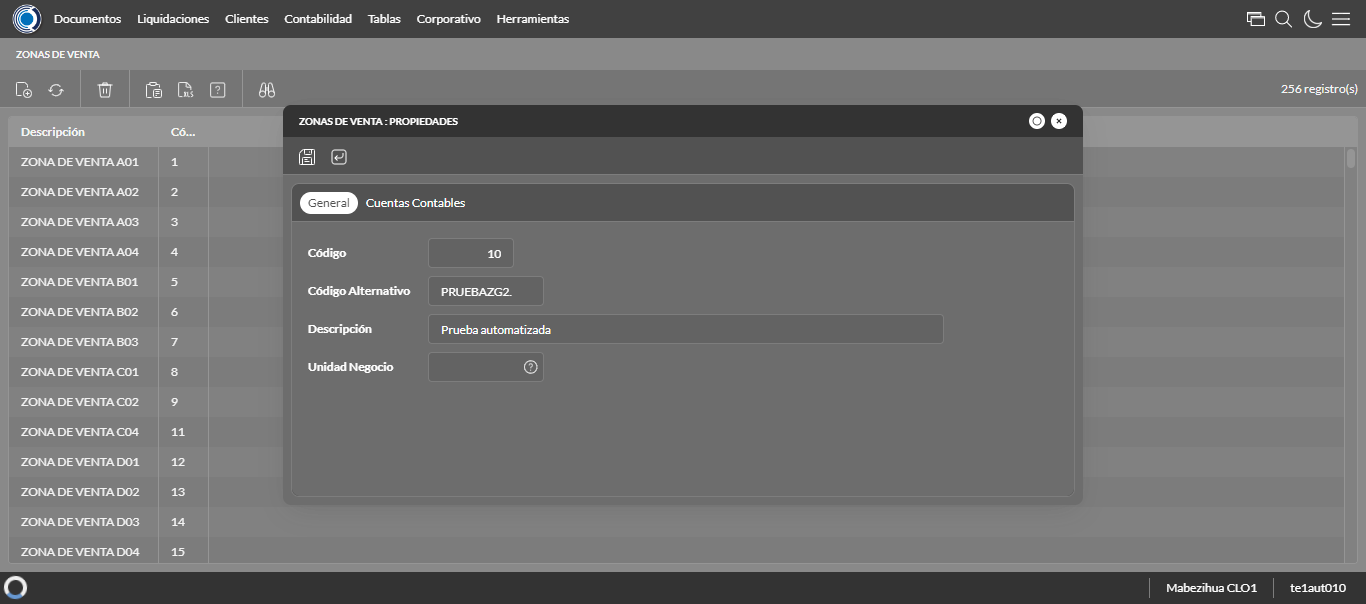 Documentos Liquidaciones Clientes Contabilidad Tablas Corporativo Herramientas
ZONAS DE VENTA
XLS ? 256 registro(s)
Descripción Có...
ZONA DE VENTA A01 1
ZONA DE VENTA A02 2
ZONA DE VENTA A03 3
ZONA DE VENTA A04 4
ZONA DE VENTA B01 5
ZONA DE VENTA B02 6
ZONA DE VENTA B03 7
ZONA DE VENTA C01 8
ZONA DE VENTA C02 9
ZONA DE VENTA C04 11
ZONA DE VENTA D01 12
ZONA DE VENTA D02 13
ZONA DE VENTA D03 14
ZONA DE VENTA D04 15
ZONAS DE VENTA : PROPIEDADES
General Cuentas Contables
Código 10
Código Alternativo PRUEBAZG2.
Descripción Prueba automatizada
Unidad Negocio ?
Mabezihua CLO1 te1aut010